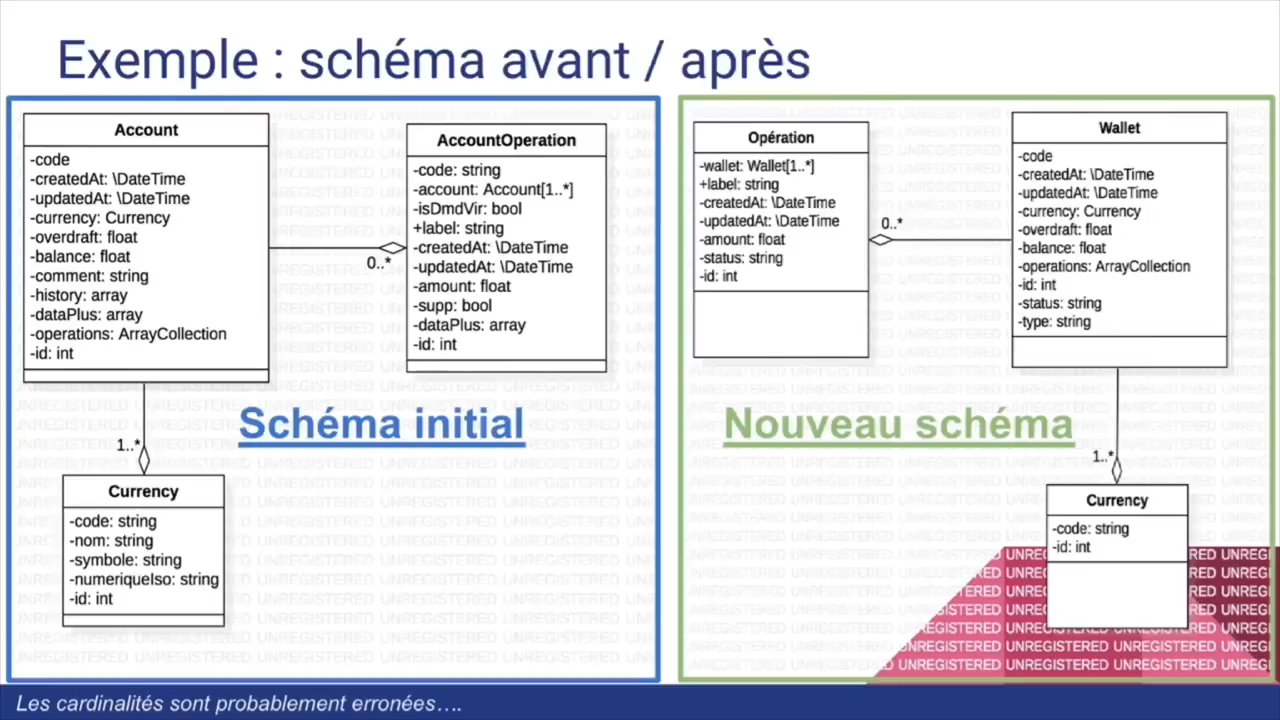 Exemple : schéma avant / après
Account
-code
-createdAt: \DateTime
-updatedAt: \DateTime
-currency: Currency
-overdraft: float
-balance: float
-comment: string
-history: array
-dataPlus: array
-operations: ArrayCollection
-id: int
0..*
AccountOperation
-code: string
-account: Account[1..*]
-isDmdVir: bool
+label: string
-createdAt: \DateTime
-updatedAt: \DateTime
-amount: float
-supp: bool
-dataPlus: array
-id: int
Schéma initial
1..*
Currency
-code: string
-nom: string
-symbole: string
-numeriqueIso: string
-id: int
Opération
-wallet: Wallet[1..*]
+label: string
-createdAt: \DateTime
-updatedAt: \DateTime
-amount: float
-status: string
-id: int
0..*
Wallet
-code
-createdAt: \DateTime
-updatedAt: \DateTime
-currency: Currency
-overdraft: float
-balance: float
-operations: ArrayCollection
-id: int
-status: string
-type: string
Nouveau schéma
1..*
Currency
-code: string
-id: int
UNREGISTERED UNREGISTERED UNREGISTERED
Les cardinalités sont probablement erronées….